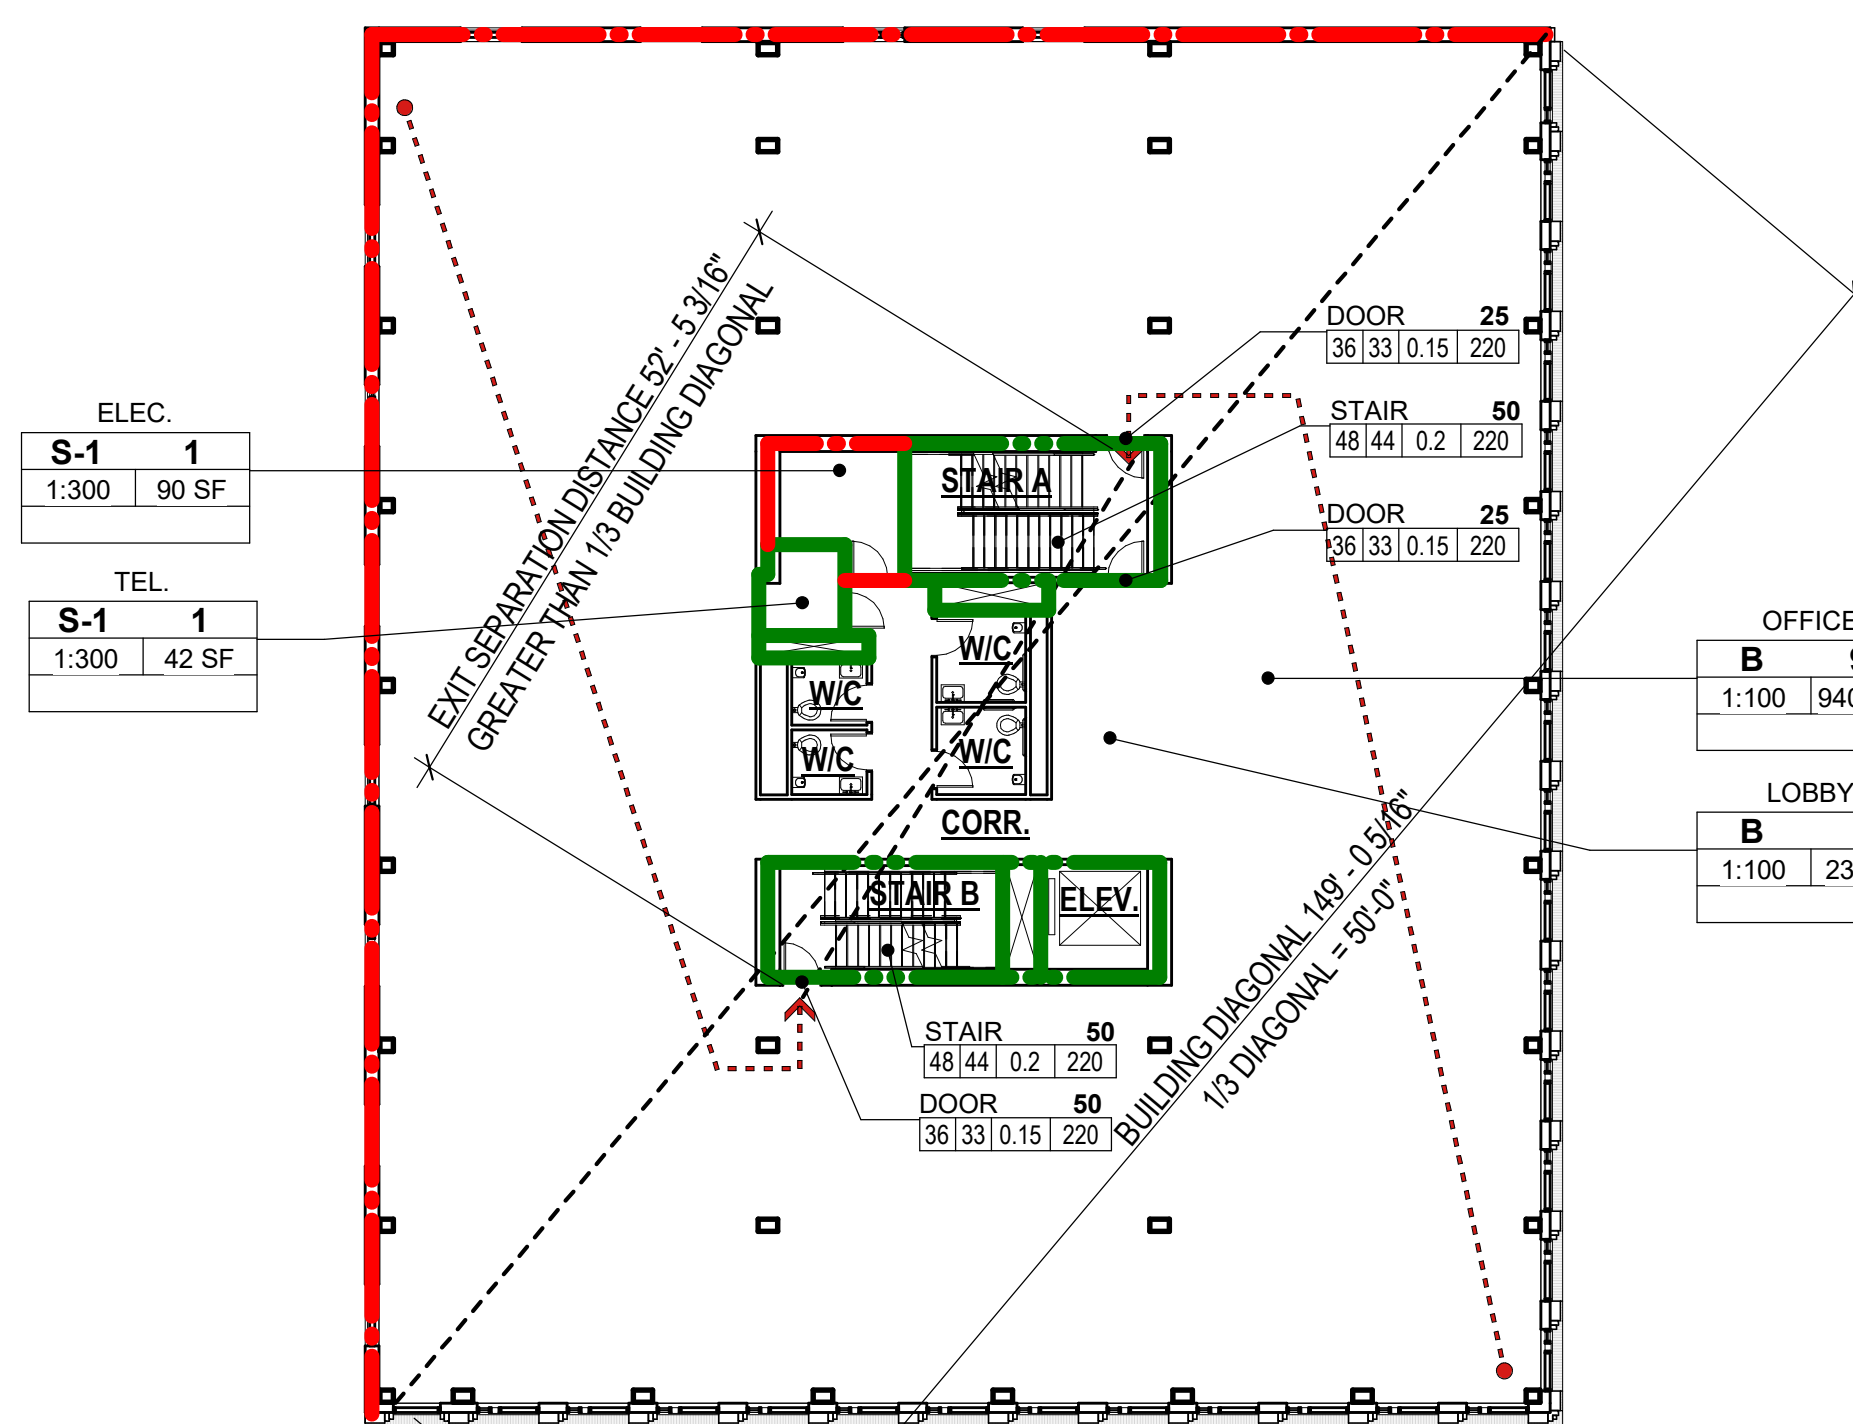 EXIT SEPARATION DISTANCE 52' - 5 3/16"
GREATER THAN 1/3 BUILDING DIAGONAL
DOOR 25
36 33 0.15 220
STAIR 50
48 44 0.2 220
DOOR 25
36 33 0.15 220
ELEC.
S-1 1
1:300 90 SF
TEL.
S-1 1
1:300 42 SF
STAIR A
W/C
W/C
W/C
W/C
CORR.
STAIR B
ELEV.
OFFICE
B
1:100 940
LOBBY
B
1:100 23
BUILDING DIAGONAL 149' - 0 5/16"
1/3 DIAGONAL = 50'-0"
STAIR 50
48 44 0.2 220
DOOR 50
36 33 0.15 220